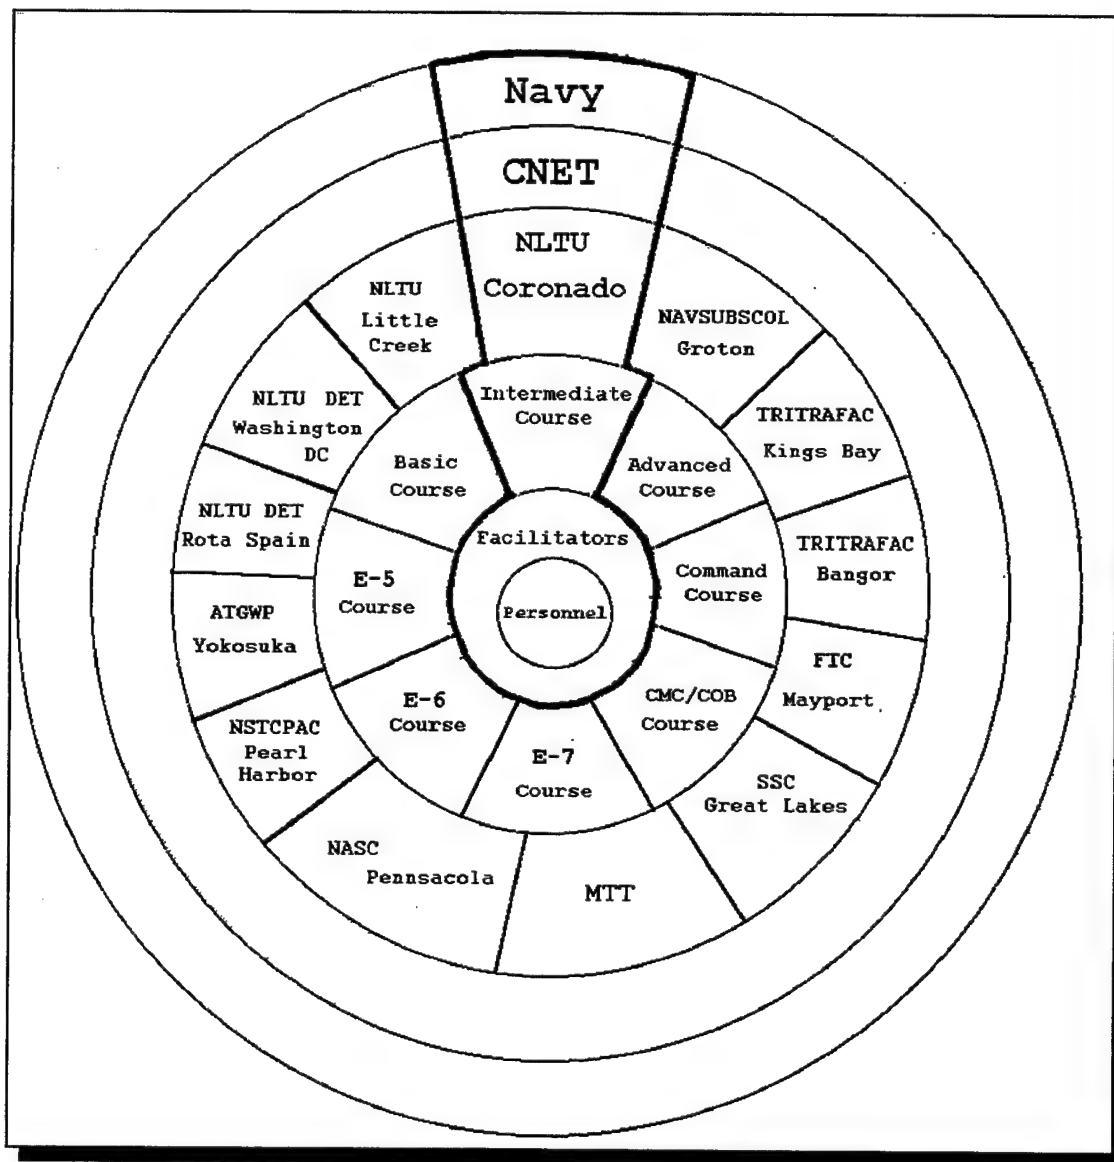 Navy
CNET
NLTU
Coronado
NLTU
Little
Creek
NAVSUBSCOL
Groton
NLTU DET
Washington
DC
TRITRAFAC
Kings Bay
NLTU DET
Rota Spain
TRITRAFAC
Bangor
ATGWP
Yokosuka
FTC
Mayport
NSTCPAC
Pearl
Harbor
SSC
Great Lakes
NASC
Pennsacola
MTT
Intermediate
Course
Basic
Course
Advanced
Course
E-5
Course
Command
Course
E-6
Course
CMC/COB
Course
E-7
Course
Facilitators
Personnel